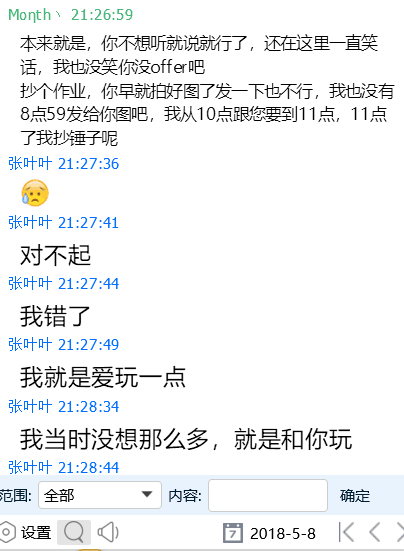 Month丶 21:26:59
本来就是，你不想听就说就行了，还在这里一直笑
话，我也没笑你没offer吧
抄个作业，你早就拍好图了发一下也不行，我也没有
8点59发给你图吧，我从10点跟您要到11点，11点
了我抄锤子呢
张叶叶 21:27:36
张叶叶 21:27:41
对不起
张叶叶 21:27:44
我错了
张叶叶 21:27:49
我就是爱玩一点
张叶叶 21:28:34
我当时没想那么多，就是和你玩
张叶叶 21:28:44
范围: 全部 内容: 确定
设置 7 2018-5-8